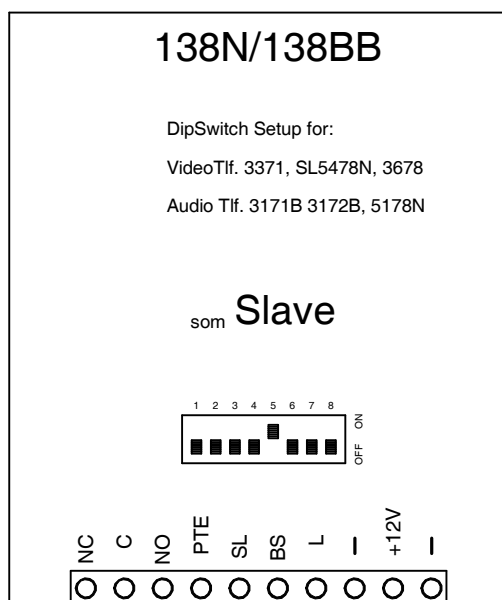 138N/138BB
DipSwitch Setup for:
VideoTlf. 3371, SL5478N, 3678
Audio Tlf. 3171B 3172B, 5178N
som Slave
1 2 3 4 5 6 7 8
ON
OFF
NC C NO PTE SL BS L — +12V —